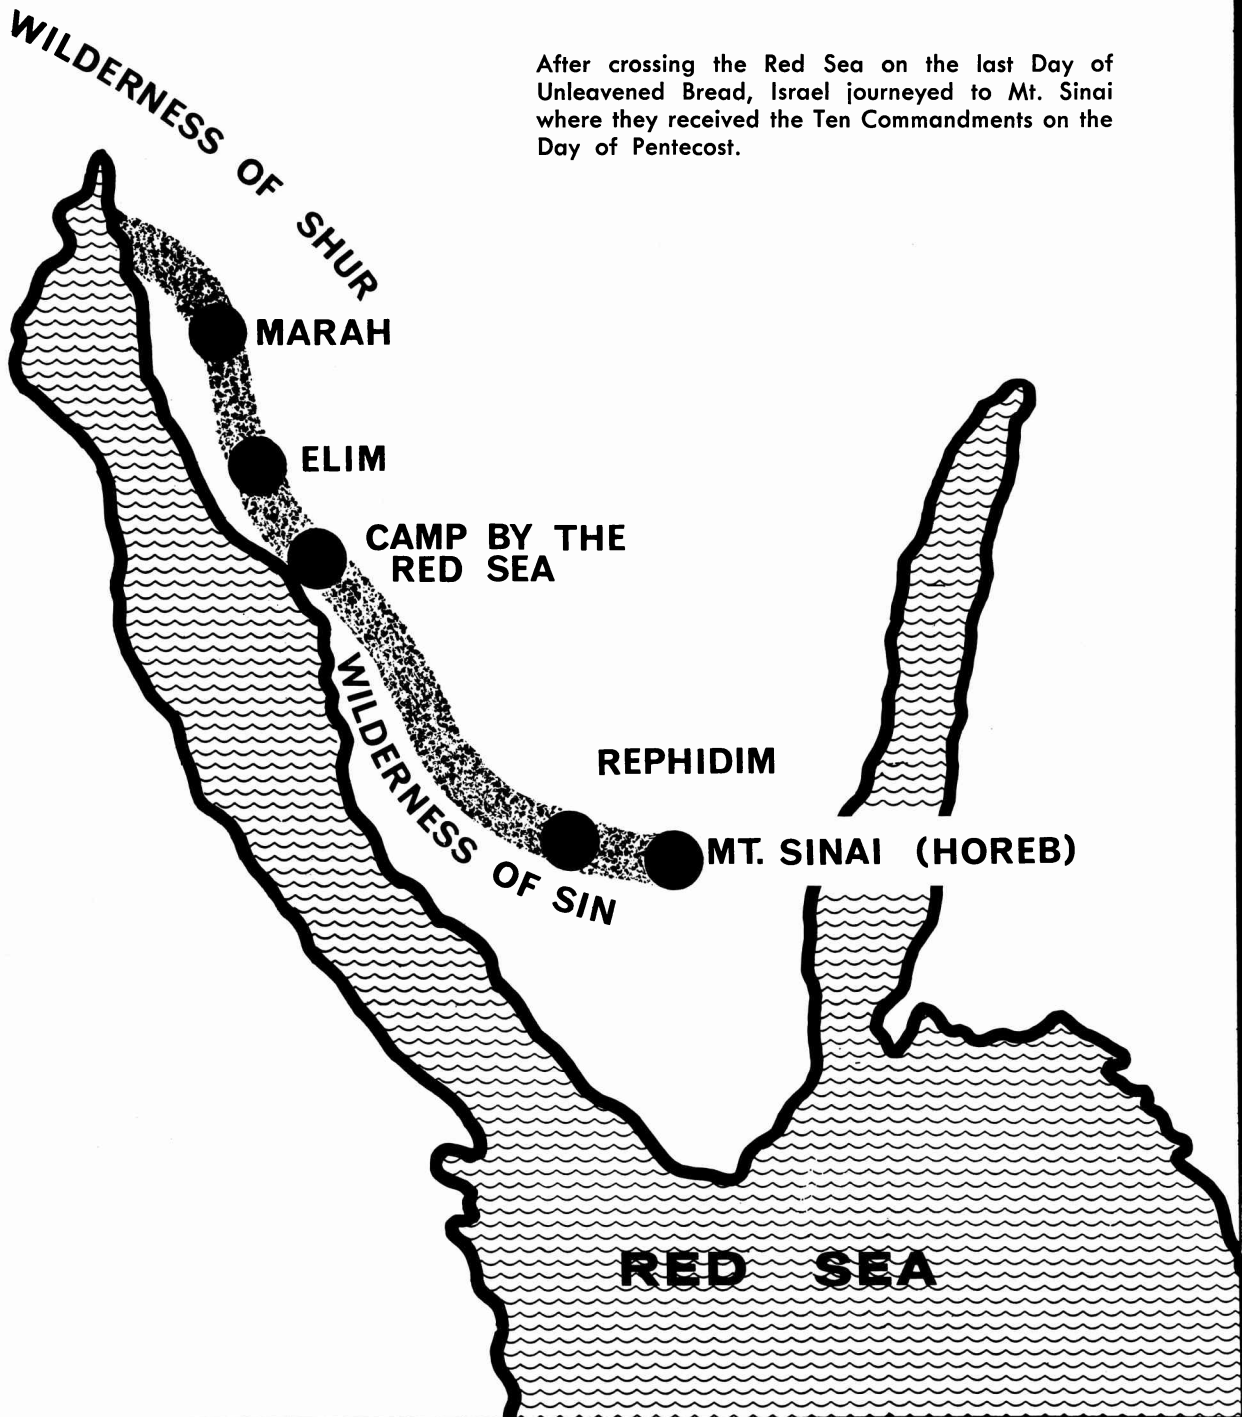 WILDERNESS OF SHUR
After crossing the Red Sea on the last Day of
Unleavened Bread, Israel journeyed to Mt. Sinai
where they received the Ten Commandments on the
Day of Pentecost.
MARAH
ELIM
CAMP BY THE
RED SEA
WILDERNESS OF SIN
REPHIDIM
MT. SINAI (HOREB)
RED SEA